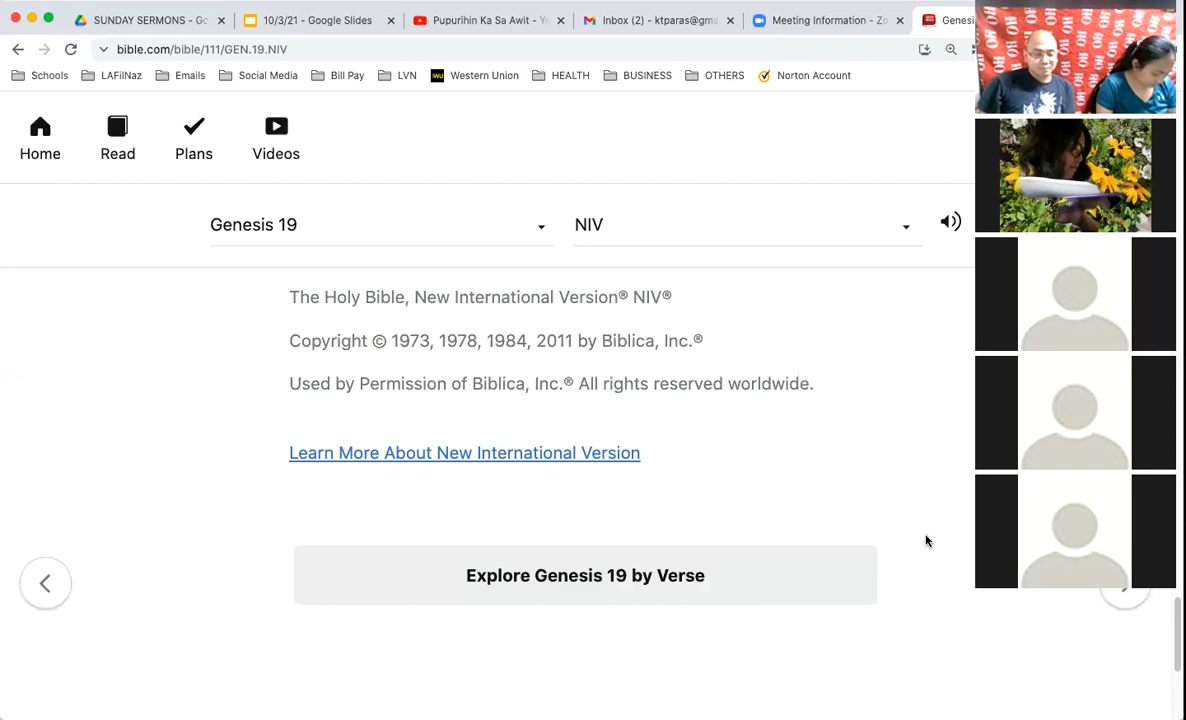 SUNDAY SERMONS - Gc
10/3/21 - Google Slides
Pupurihin Ka Sa Awit - Y
Inbox (2) - ktparas@gma
Meeting Information - Zo
Genesi
bible.com/bible/111/GEN.19.NIV
Schools
LAFilNaz
Emails
Social Media
Bill Pay
LVN
WU
Western Union
HEALTH
BUSINESS
OTHERS
Norton Account
Home
Read
Plans
Videos
Genesis 19
NIV
The Holy Bible, New International Version® NIV®
Copyright © 1973, 1978, 1984, 2011 by Biblica, Inc.®
Used by Permission of Biblica, Inc.® All rights reserved worldwide.
Learn More About New International Version
Explore Genesis 19 by Verse